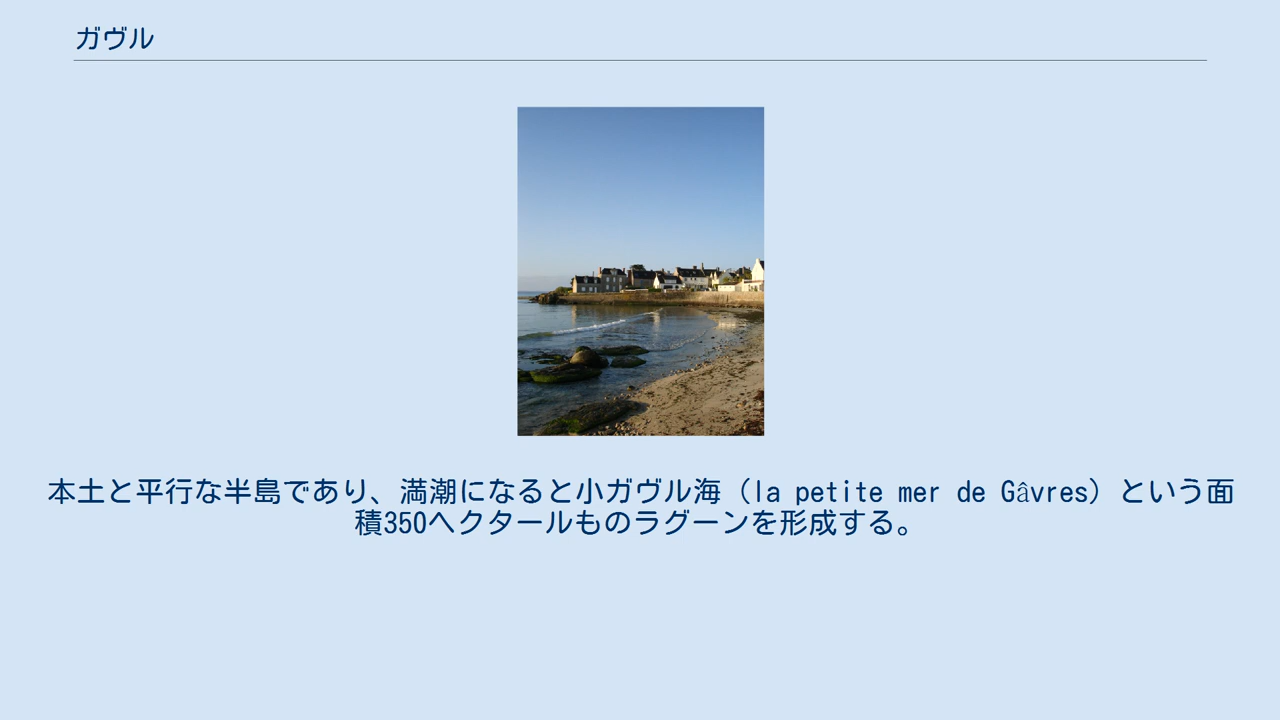 ガヴル
本土と平行な半島であり、満潮になると小ガヴル海（la petite mer de Gâvres）という面
積350ヘクタールものラグーンを形成する。